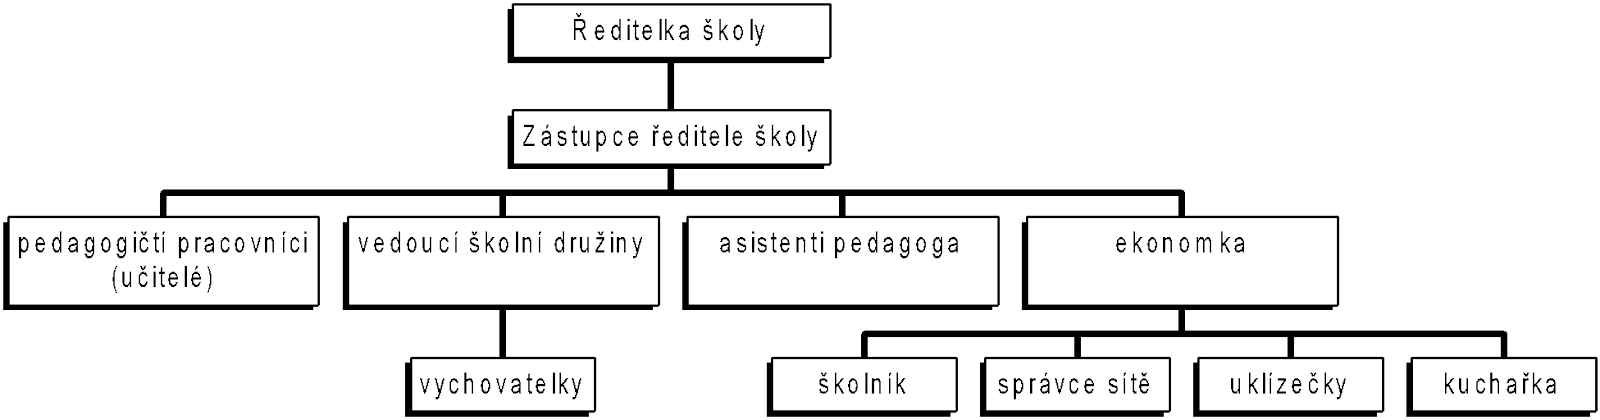 Ředitelka školy
Zástupce ředitele školy
pedagogičtí pracovníci
(učitelé)
vedoucí školní družiny
asistenti pedagoga
ekonomka
vychovatelky
školník
správce sítě
uklízečky
kuchařka